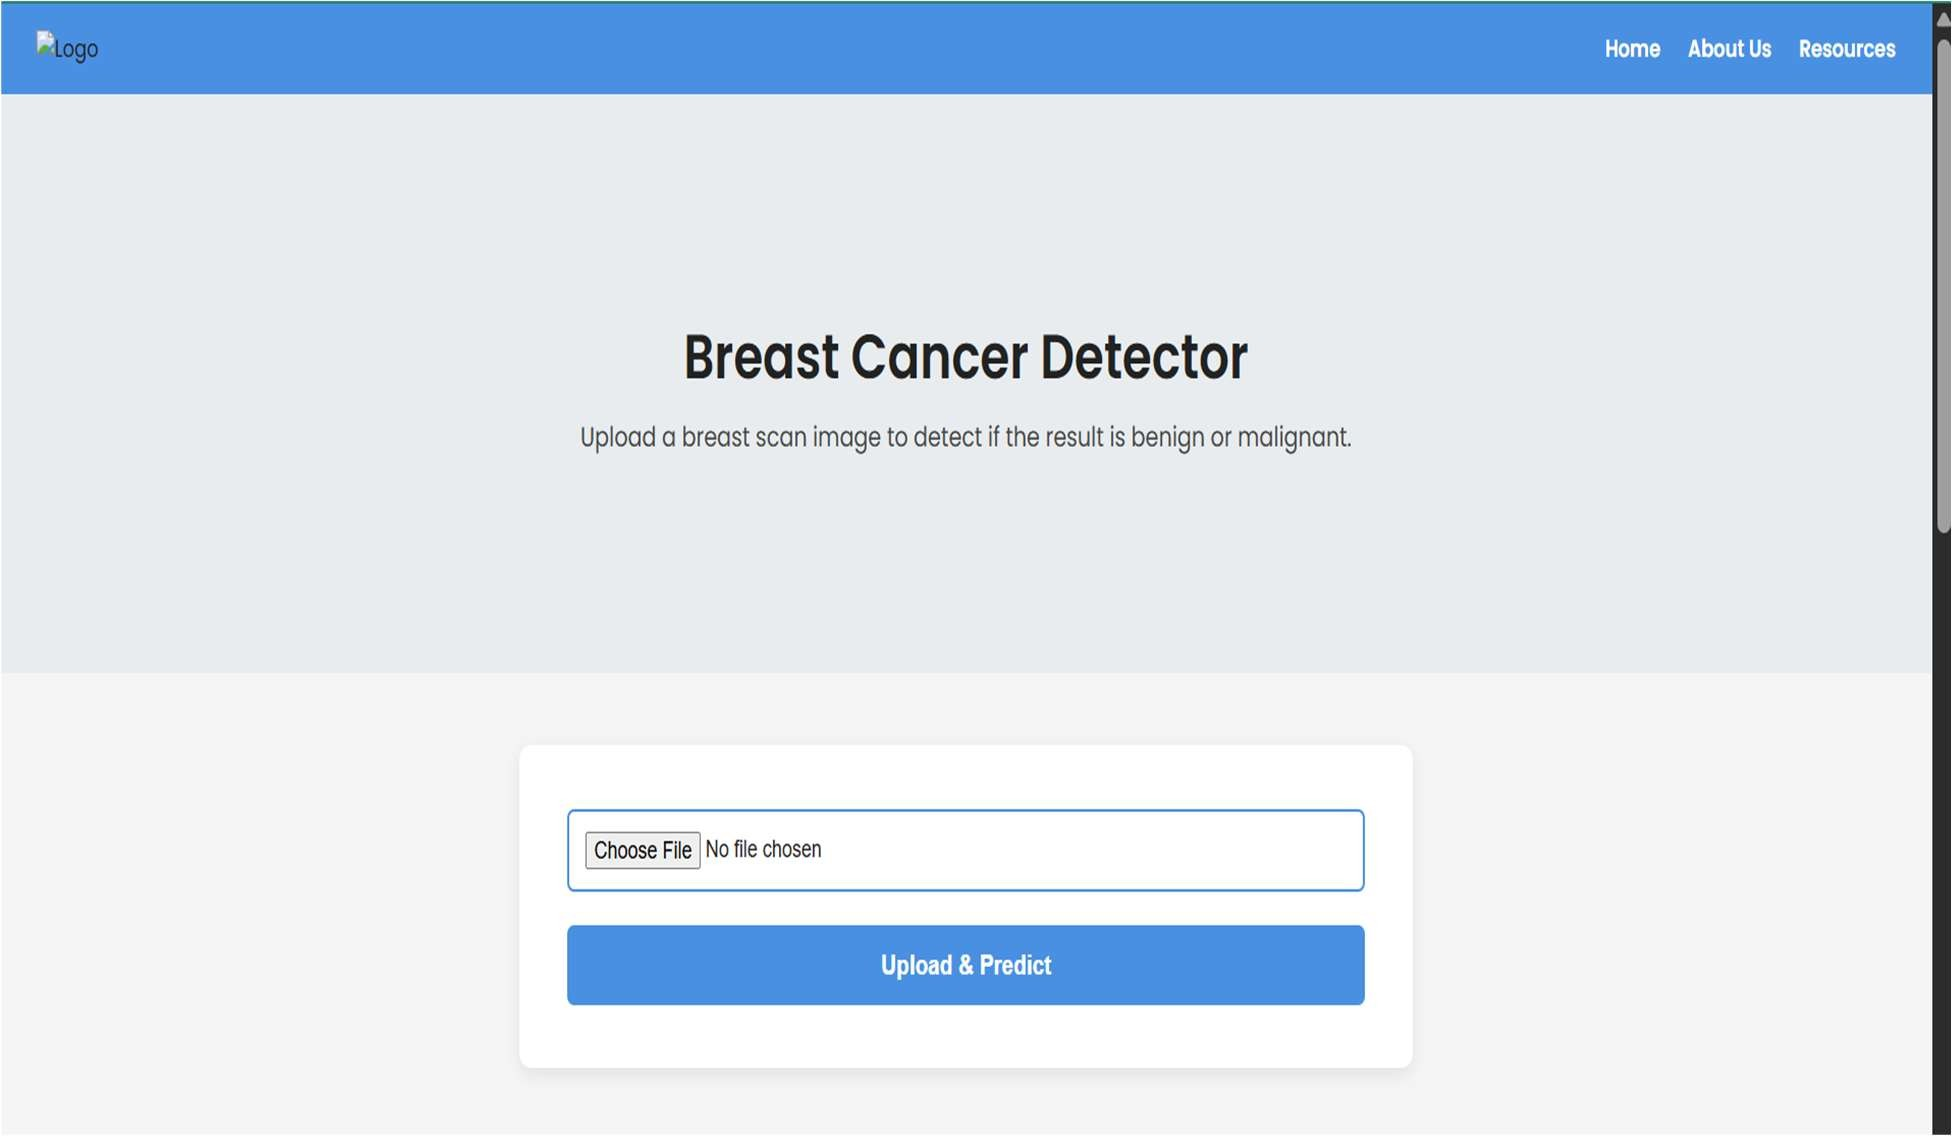 Logo
Home About Us Resources
Breast Cancer Detector
Upload a breast scan image to detect if the result is benign or malignant.
Choose File No file chosen
Upload & Predict